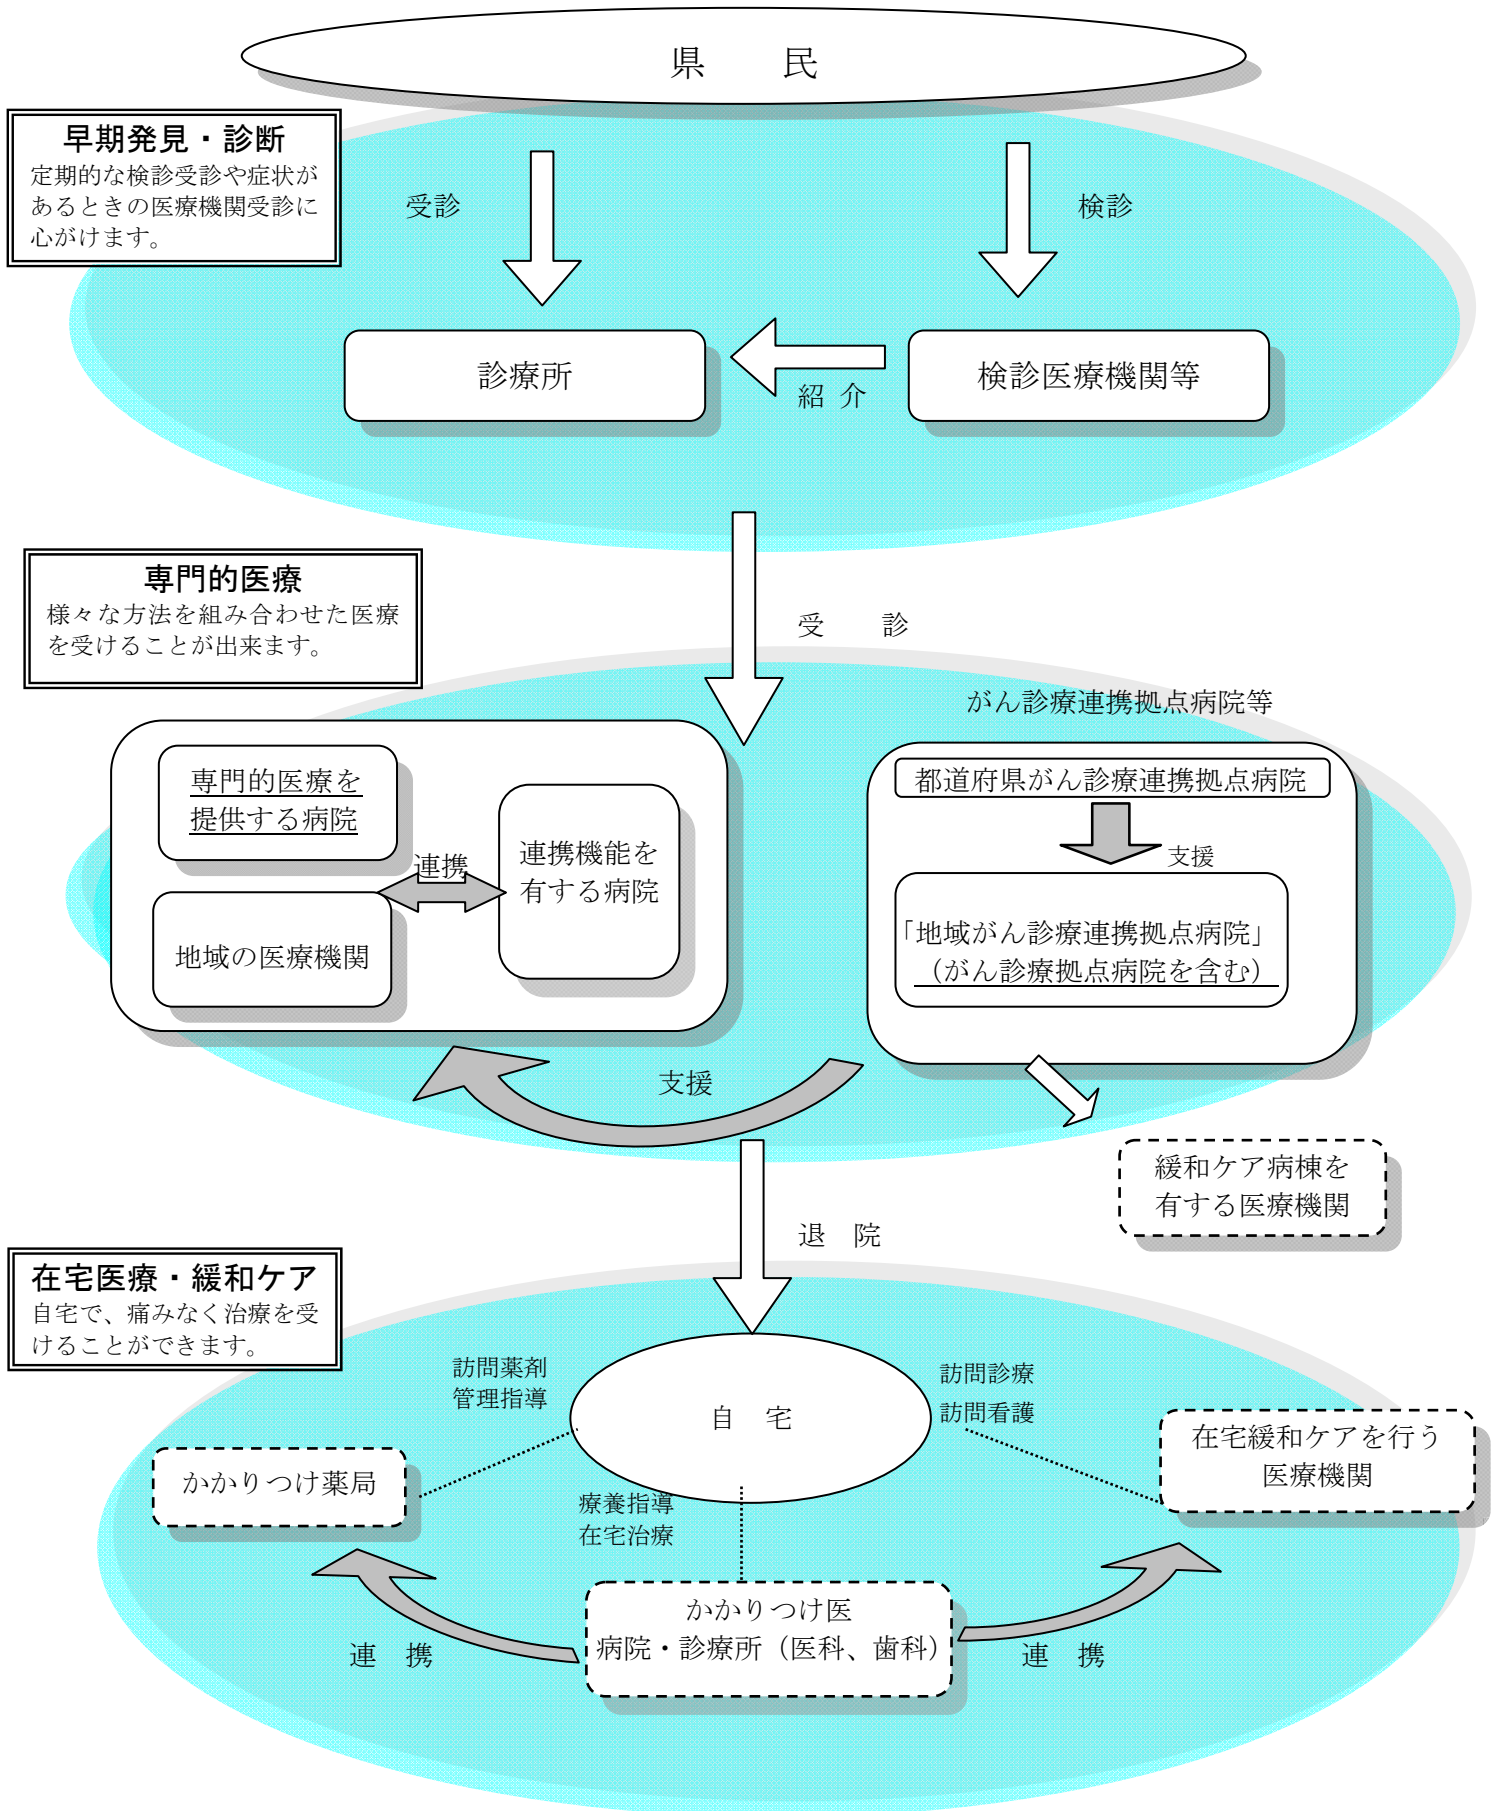 県　民
早期発見・診断
定期的な検診受診や症状が
あるときの医療機関受診に
心がけます。
受診
検診
診療所
紹 介
検診医療機関等
専門的医療
様々な方法を組み合わせた医療
を受けることが出来ます。
受　診
がん診療連携拠点病院等
専門的医療を
提供する病院
連携
連携機能を
有する病院
地域の医療機関
都道府県がん診療連携拠点病院
支援
「地域がん診療連携拠点病院」
（がん診療拠点病院を含む）
支援
緩和ケア病棟を
有する医療機関
退　院
在宅医療・緩和ケア
自宅で、痛みなく治療を受
けることができます。
訪問薬剤
管理指導
自　宅
訪問診療
訪問看護
かかりつけ薬局
在宅緩和ケアを行う
医療機関
療養指導
在宅治療
かかりつけ医
病院・診療所（医科、歯科）
連　携
連　携